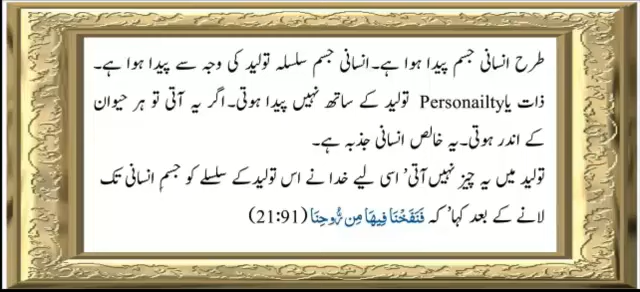 طرح انسانی جسم پیدا ہوا ہے۔انسانی جسم سلسلہ تولید کی وجہ سے پیدا ہوا ہے۔
ذات یاPersonailty تولید کے ساتھ نہیں پیدا ہوتی۔اگر یہ آتی تو ہر حیوان
کے اندر ہوتی۔یہ خالص انسانی جذبہ ہے۔
تولید میں یہ چیز نہیں آتی' اسی لیے خدا نے اس تولید کے سلسلے کو جسمِ انسانی تک
لانے کے بعد کہا' کہ فَنَفَخْنَا فِيهَا مِن رُّوحِنَا (21:91)